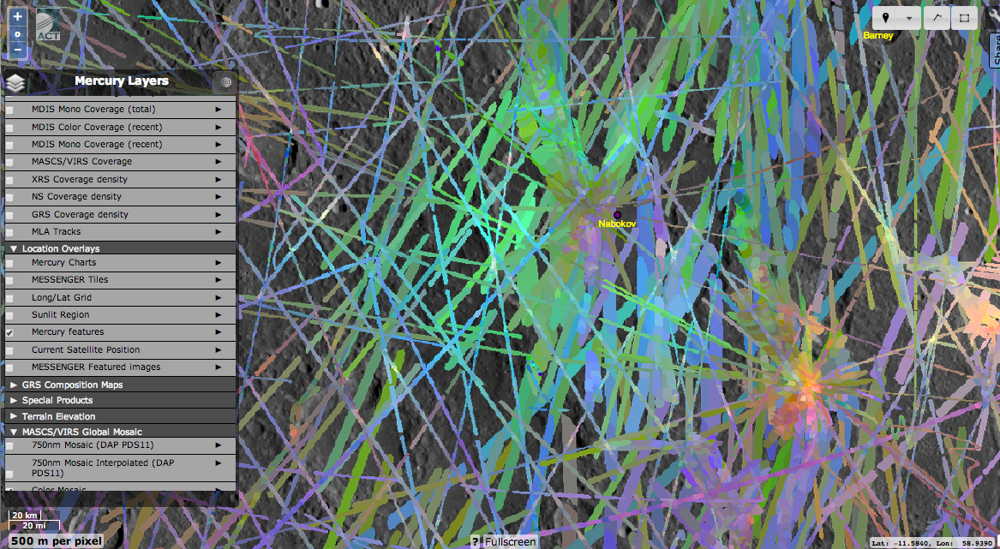 +
o
−
ACT
Barney
Share
Mercury Layers
MDIS Mono Coverage (total)
MDIS Color Coverage (recent)
MDIS Mono Coverage (recent)
MASCS/VIRS Coverage
XRS Coverage density
NS Coverage density
GRS Coverage density
MLA Tracks
▼ Location Overlays
Mercury Charts
MESSENGER Tiles
Long/Lat Grid
Sunlit Region
Mercury features
Current Satellite Position
MESSENGER Featured images
► GRS Composition Maps
► Special Products
► Terrain Elevation
▼ MASCS/VIRS Global Mosaic
750nm Mosaic (DAP PDS11)
750nm Mosaic Interpolated (DAP
PDS11)
Color Mosaic
Nabokov
20 km
20 mi
500 m per pixel
? Fullscreen
Lat: -11.5840, Lon: 58.9390